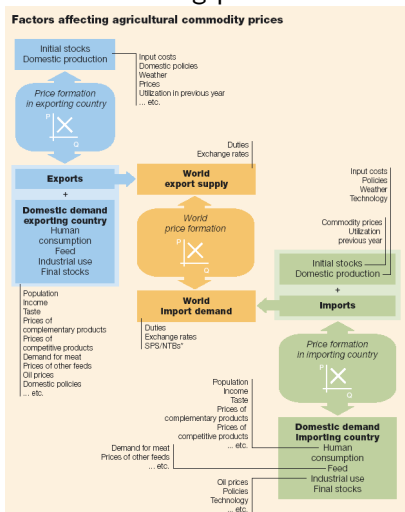 Factors affecting agricultural commodity prices
Initial stocks
Domestic production
Input costs
Domestic policies
Weather
Prices
Utilization in previous year
... etc.
Price formation
in exporting country
P
Q
Duties
Exchange rates
Exports
+
Domestic demand
exporting country
Human
consumption
Feed
Industrial use
Final stocks
World
export supply
World
price formation
P
Q
World
Import demand
Duties
Exchange rates
SPS/NTBs*
Input costs
Policies
Weather
Technology
Commodity prices
Utilization
previous year
Initial stocks
Domestic production
+
Imports
Price formation
in importing country
P
Q
Population
Income
Taste
Prices of
complementary products
Prices of
competitive products
Demand for meat
Prices of other feeds
Oil prices
Domestic policies
... etc.
Population
Income
Taste
Prices of
complementary products
Prices of
competitive products
... etc.
Demand for meat
Prices of other feeds
... etc.
Oil prices
Policies
Technology
... etc.
Domestic demand
Importing country
Human
consumption
Feed
Industrial use
Final stocks